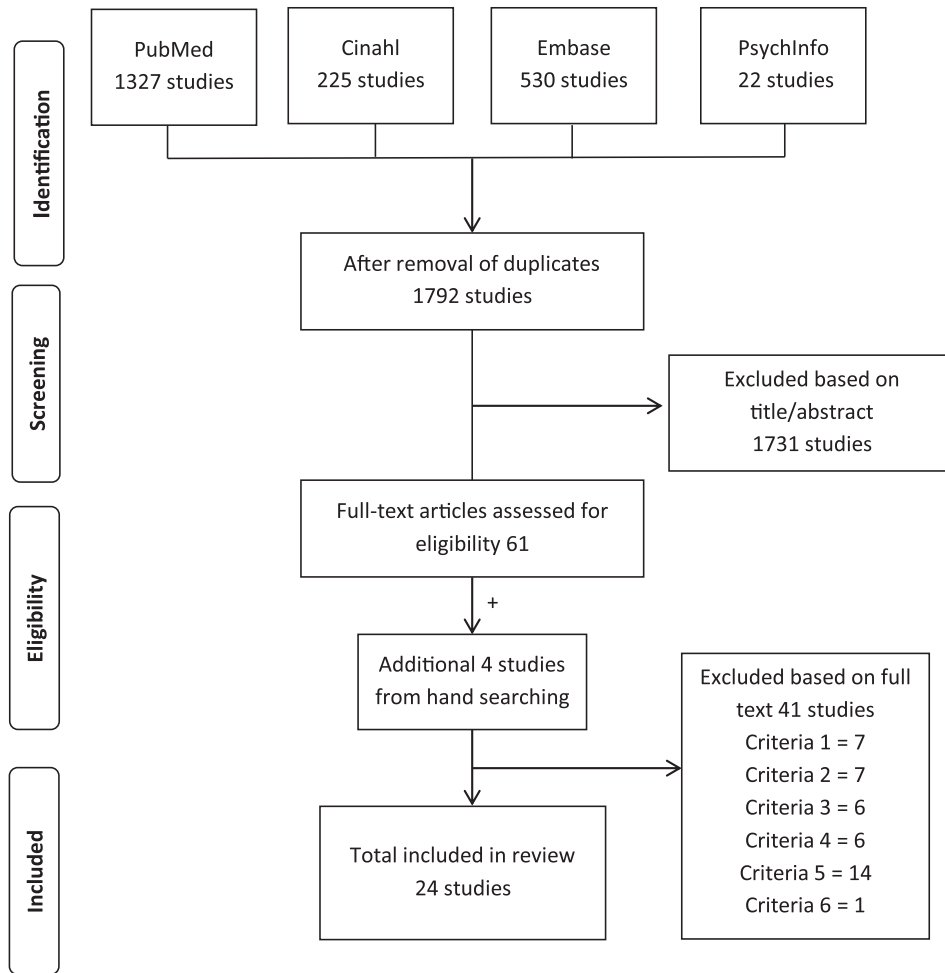 PubMed
1327 studies
Cinahl
225 studies
Embase
530 studies
PsychInfo
22 studies
Identification
After removal of duplicates
1792 studies
Screening
Excluded based on
title/abstract
1731 studies
Full-text articles assessed for
eligibility 61
+
Eligibility
Additional 4 studies
from hand searching
Excluded based on full
text 41 studies
Criteria 1 = 7
Criteria 2 = 7
Criteria 3 = 6
Criteria 4 = 6
Criteria 5 = 14
Criteria 6 = 1
Included
Total included in review
24 studies